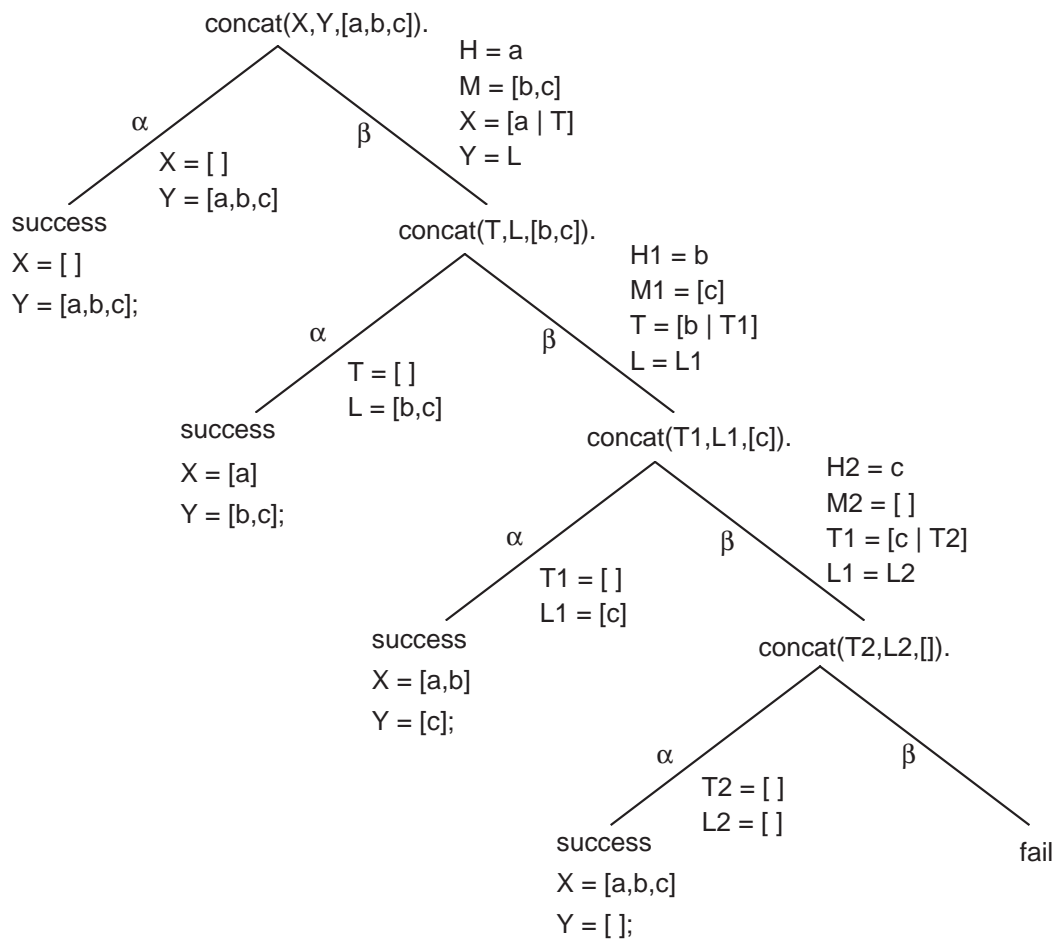 concat(X,Y,[a,b,c]).
H = a
M = [b,c]
X = [a | T]
Y = L
α
β
X = [ ]
Y = [a,b,c]
success
X = [ ]
Y = [a,b,c];
concat(T,L,[b,c]).
H1 = b
M1 = [c]
T = [b | T1]
L = L1
α
β
T = [ ]
L = [b,c]
success
X = [a]
Y = [b,c];
concat(T1,L1,[c]).
H2 = c
M2 = [ ]
T1 = [c | T2]
L1 = L2
α
β
T1 = [ ]
L1 = [c]
success
X = [a,b]
Y = [c];
concat(T2,L2,[]).
α
β
T2 = [ ]
L2 = [ ]
success
X = [a,b,c]
Y = [ ];
fail